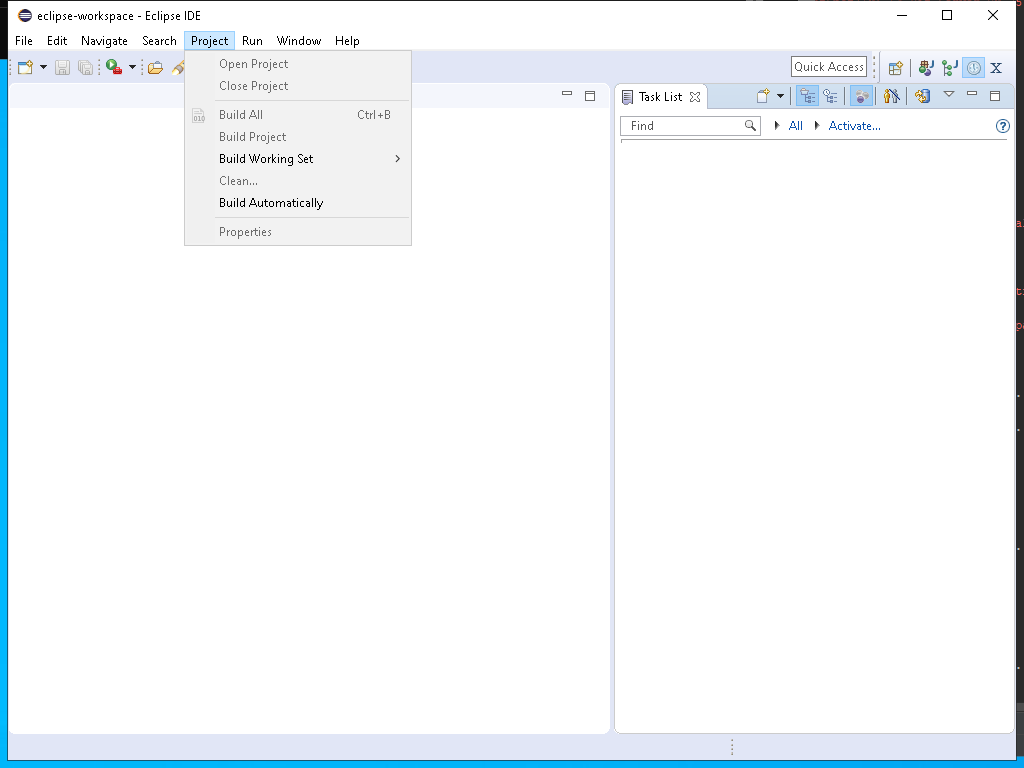 eclipse-workspace - Eclipse IDE
File Edit Navigate Search Project Run Window Help
Quick Access
Open Project
Close Project
Build All Ctrl+B
Build Project
Build Working Set
Clean...
Build Automatically
Properties
Task List
Find All Activate...